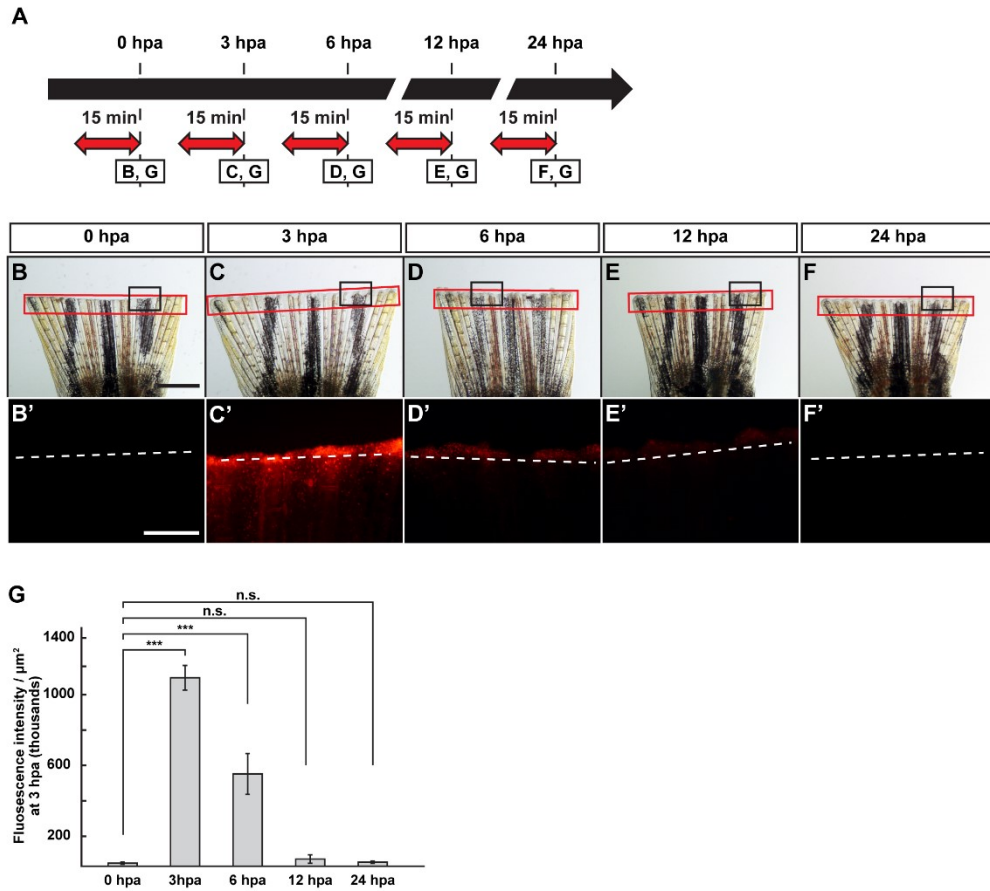 A
0 hpa 3 hpa 6 hpa 12 hpa 24 hpa
15 min 15 min 15 min 15 min 15 min
B, G C, G D, G E, G F, G
0 hpa 3 hpa 6 hpa 12 hpa 24 hpa
B C D E F
B’ C’ D’ E’ F’
G
n.s.
n.s.
***
***
Fluosescence intensity / µm²
at 3 hpa (thousands)
1400
1000
600
200
0 hpa 3hpa 6 hpa 12 hpa 24 hpa